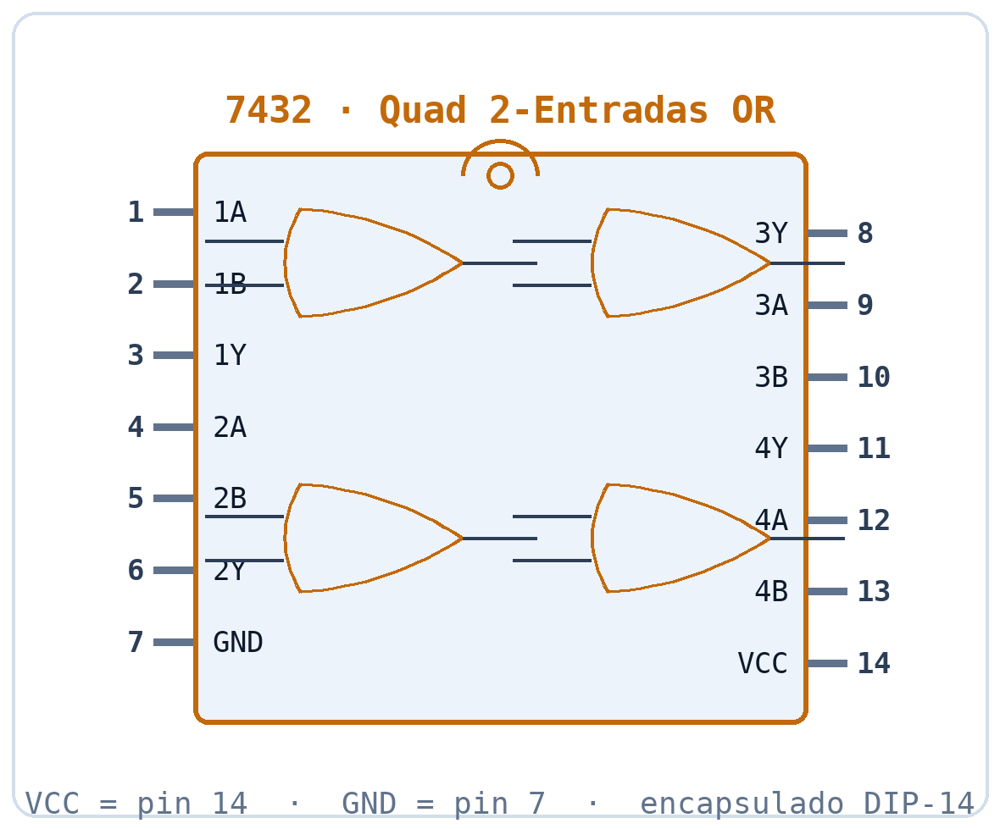 7432 · Quad 2-Entradas OR
1 1A 3Y 8
2 1B 3A 9
3 1Y 3B 10
4 2A 4Y 11
5 2B 4A 12
6 2Y 4B 13
7 GND VCC 14
VCC = pin 14 · GND = pin 7 · encapsulado DIP-14